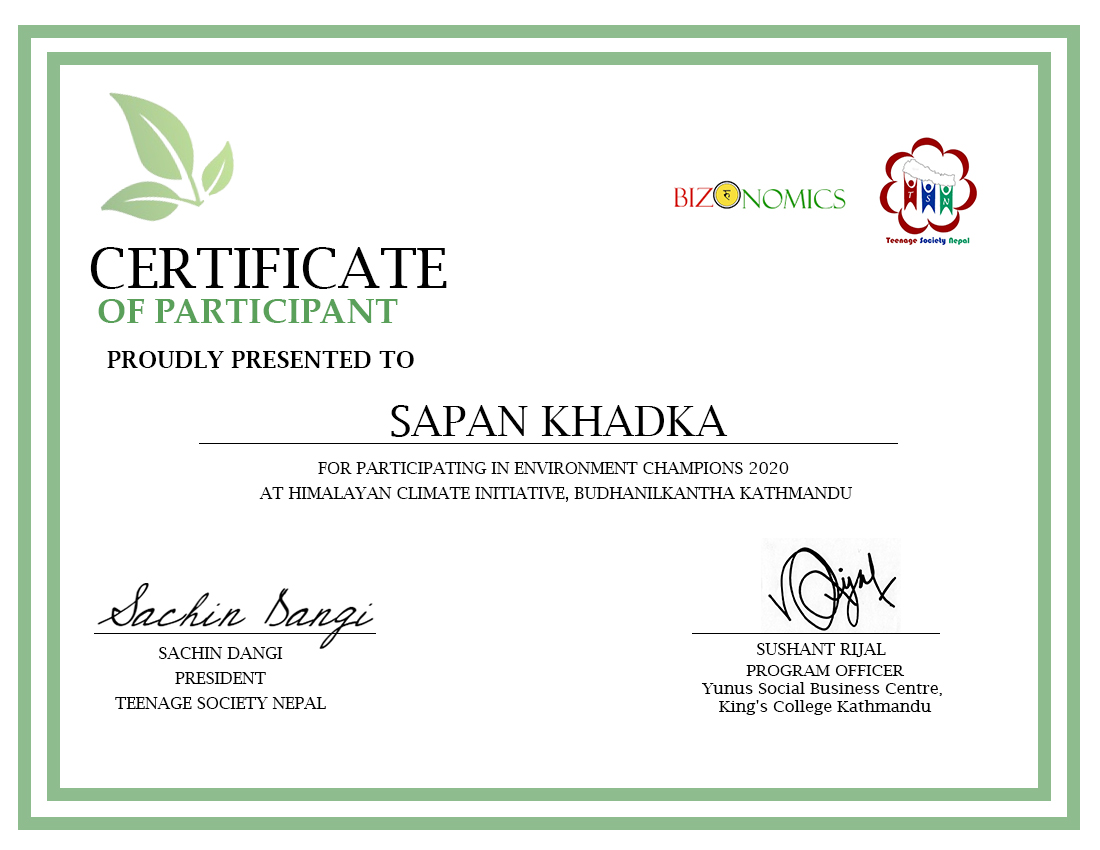 BIZरुNOMICS
T S N
Teenage Society Nepal
CERTIFICATE
OF PARTICIPANT
PROUDLY PRESENTED TO
SAPAN KHADKA
FOR PARTICIPATING IN ENVIRONMENT CHAMPIONS 2020
AT HIMALAYAN CLIMATE INITIATIVE, BUDHANILKANTHA KATHMANDU
Sachin Dangi
Rijal
SACHIN DANGI
PRESIDENT
TEENAGE SOCIETY NEPAL
SUSHANT RIJAL
PROGRAM OFFICER
Yunus Social Business Centre,
King's College Kathmandu